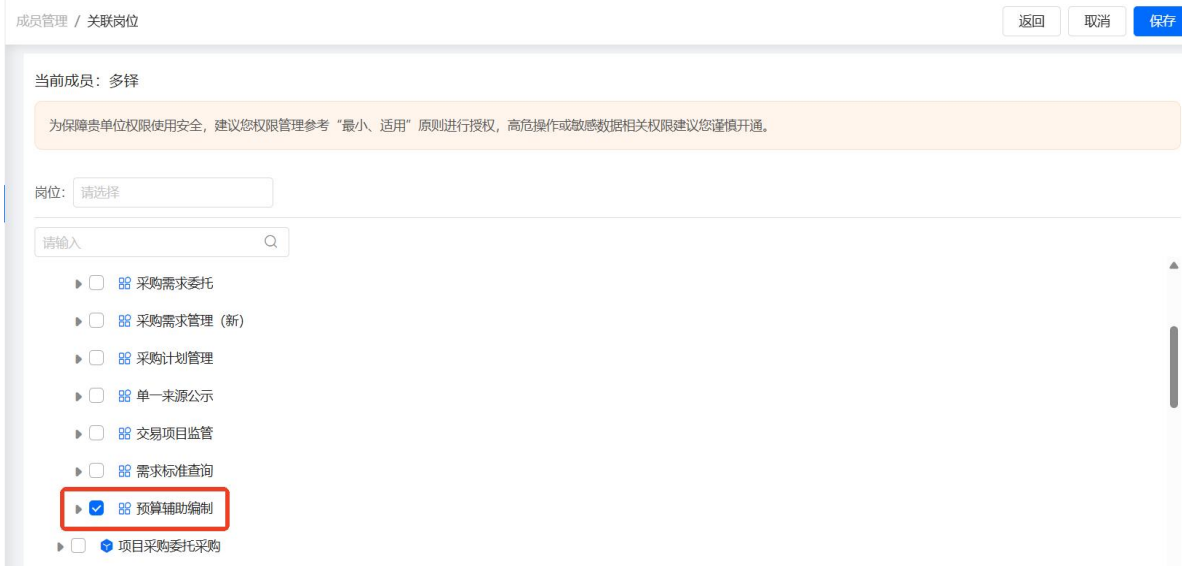 成员管理 / 关联岗位
返回 取消 保存
当前成员：多铎
为保障贵单位权限使用安全，建议您权限管理参考“最小、适用”原则进行授权，高危操作或敏感数据相关权限建议您谨慎开通。
岗位： 请选择
请输入
采购需求委托
采购需求管理（新）
采购计划管理
单一来源公示
交易项目监管
需求标准查询
预算辅助编制
项目采购委托采购